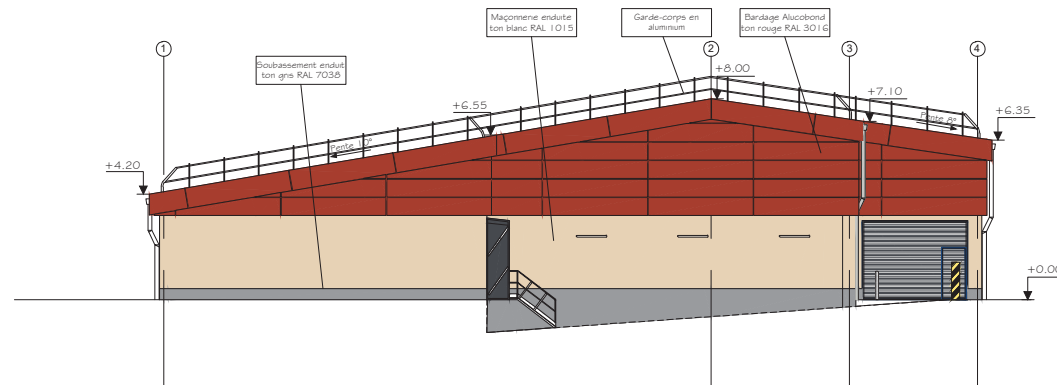 Maçonnerie enduite
ton blanc RAL 1015
Garde-corps en
aluminium
Bardage Alucobond
ton rouge RAL 3016
1
2
3
4
Soubassement enduit
ton gris RAL 7038
+8.00
+7.10
+6.55
+6.35
Pente 8°
Pente 10°
+4.20
+0.00